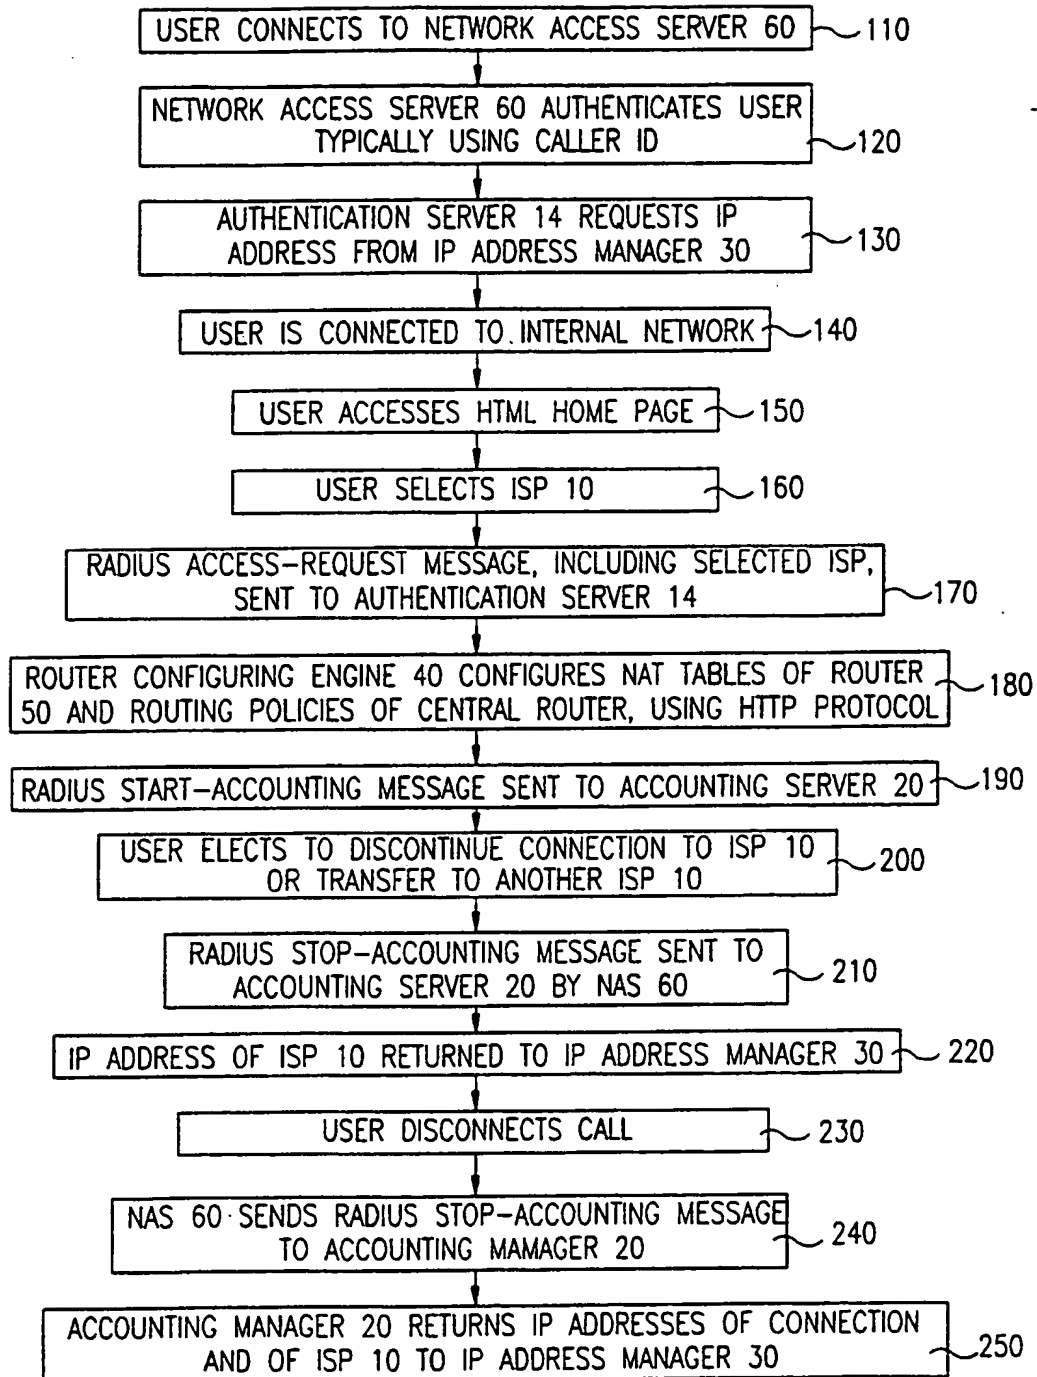 USER CONNECTS TO NETWORK ACCESS SERVER 60
110
NETWORK ACCESS SERVER 60 AUTHENTICATES USER
TYPICALLY USING CALLER ID
120
AUTHENTICATION SERVER 14 REQUESTS IP
ADDRESS FROM IP ADDRESS MANAGER 30
130
USER IS CONNECTED TO INTERNAL NETWORK
140
USER ACCESSES HTML HOME PAGE
150
USER SELECTS ISP 10
160
RADIUS ACCESS-REQUEST MESSAGE, INCLUDING SELECTED ISP,
SENT TO AUTHENTICATION SERVER 14
170
ROUTER CONFIGURING ENGINE 40 CONFIGURES NAT TABLES OF ROUTER
50 AND ROUTING POLICIES OF CENTRAL ROUTER, USING HTTP PROTOCOL
180
RADIUS START-ACCOUNTING MESSAGE SENT TO ACCOUNTING SERVER 20
190
USER ELECTS TO DISCONTINUE CONNECTION TO ISP 10
OR TRANSFER TO ANOTHER ISP 10
200
RADIUS STOP-ACCOUNTING MESSAGE SENT TO
ACCOUNTING SERVER 20 BY NAS 60
210
IP ADDRESS OF ISP 10 RETURNED TO IP ADDRESS MANAGER 30
220
USER DISCONNECTS CALL
230
NAS 60 SENDS RADIUS STOP-ACCOUNTING MESSAGE
TO ACCOUNTING MAMAGER 20
240
ACCOUNTING MANAGER 20 RETURNS IP ADDRESSES OF CONNECTION
AND OF ISP 10 TO IP ADDRESS MANAGER 30
250